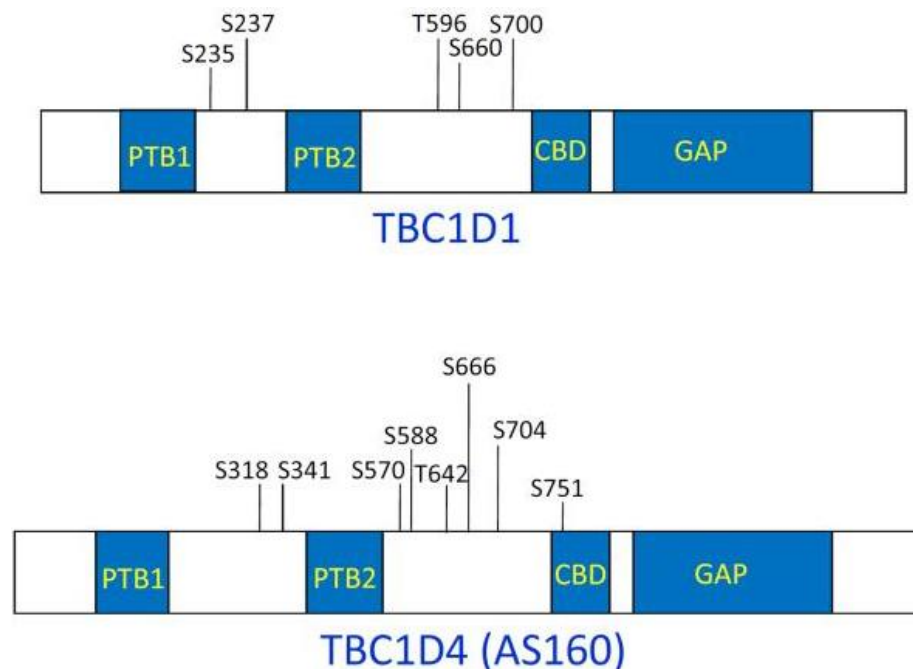 S235 S237 T596 S660 S700
PTB1 PTB2 CBD GAP
TBC1D1
S318 S341 S570 S588 T642 S666 S704 S751
PTB1 PTB2 CBD GAP
TBC1D4 (AS160)